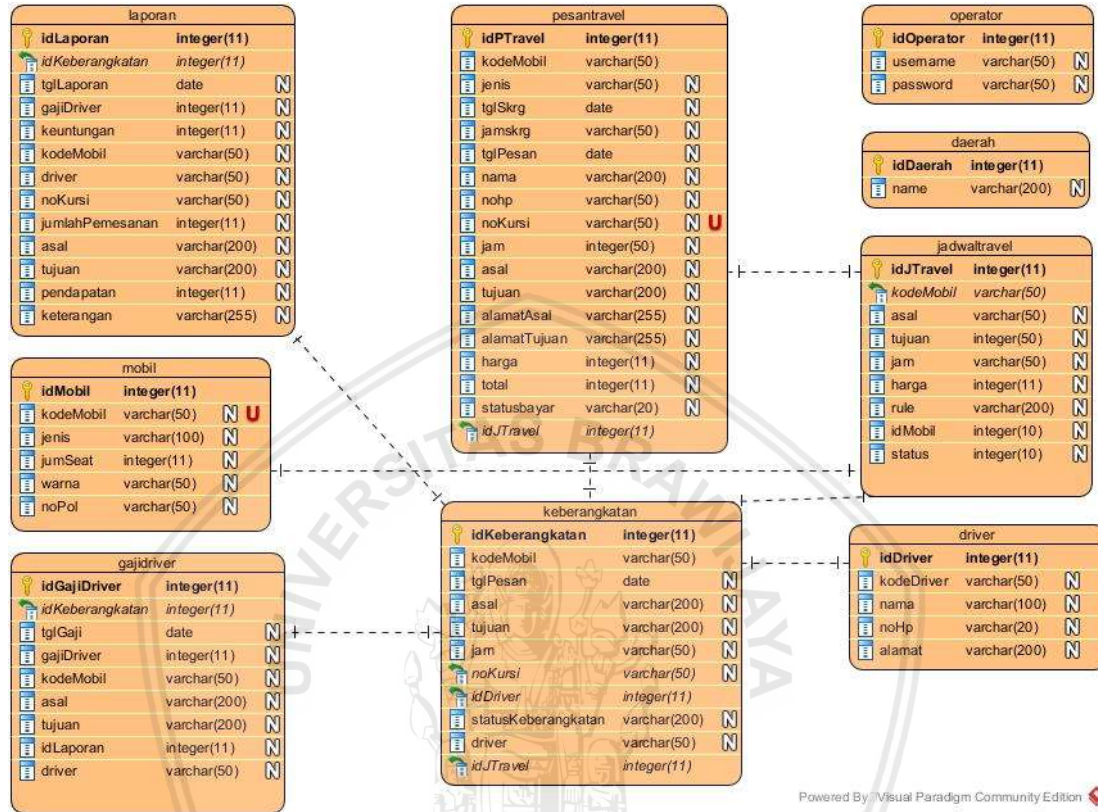 laporan
idLaporan integer(11)
idKeberangkatan integer(11)
tglLaporan date N
gajiDriver integer(11) N
keuntungan integer(11) N
kodeMobil varchar(50) N
driver varchar(50) N
noKursi varchar(50) N
jumlahPemesanan integer(11) N
asal varchar(200) N
tujuan varchar(200) N
pendapatan integer(11) N
keterangan varchar(255) N
pesantravel
idPTravel integer(11)
kodeMobil varchar(50)
jenis varchar(50) N
tglSkrg date N
jamskrg varchar(50) N
tglPesan date N
nama varchar(200) N
nohp varchar(50) N
noKursi varchar(50) N U
jam integer(50) N
asal varchar(200) N
tujuan varchar(200) N
alamatAsal varchar(255) N
alamatTujuan varchar(255) N
harga integer(11) N
total integer(11) N
statusbayar varchar(20) N
idJTravel integer(11)
operator
idOperator integer(11)
username varchar(50) N
password varchar(50) N
daerah
idDaerah integer(11)
name varchar(200) N
jadwaltravel
idJTravel integer(11)
kodeMobil varchar(50)
asal varchar(50) N
tujuan integer(50) N
jam varchar(50) N
harga integer(11) N
rule varchar(200) N
idMobil integer(10) N
status integer(10) N
mobil
idMobil integer(11)
kodeMobil varchar(50) N U
jenis varchar(100) N
jumSeat integer(11) N
warna varchar(50) N
noPol varchar(50) N
keberangkatan
idKeberangkatan integer(11)
kodeMobil varchar(50)
tglPesan date N
asal varchar(200) N
tujuan varchar(200) N
jam varchar(50) N
noKursi varchar(50) N
idDriver integer(11)
statusKeberangkatan varchar(200) N
driver varchar(50) N
idJTravel integer(11)
driver
idDriver integer(11)
kodeDriver varchar(50) N
nama varchar(100) N
noHp varchar(20) N
alamat varchar(200) N
gajidriver
idGajiDriver integer(11)
idKeberangkatan integer(11)
tglGaji date N
gajiDriver integer(11) N
kodeMobil varchar(50) N
asal varchar(200) N
tujuan varchar(200) N
idLaporan integer(11) N
driver varchar(50) N
UNIVERSITAS BRAWIJAYA
Powered By Visual Paradigm Community Edition